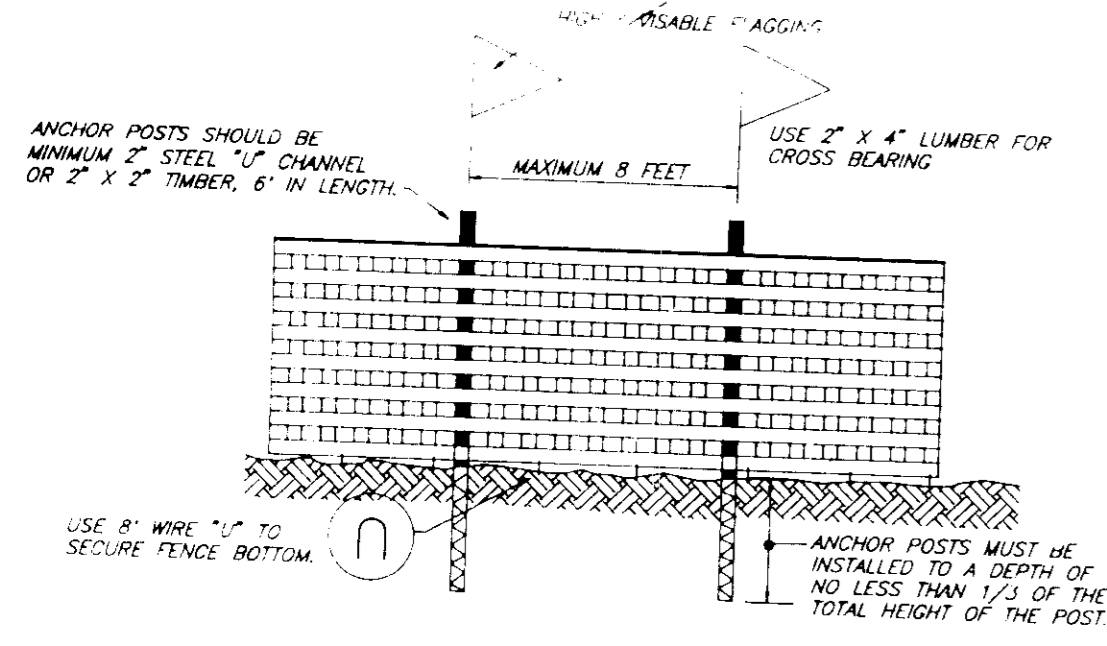 HIGH VISABLE FLAGGING
ANCHOR POSTS SHOULD BE
MINIMUM 2" STEEL "U" CHANNEL
OR 2" X 2" TIMBER, 6' IN LENGTH.
MAXIMUM 8 FEET
USE 2" X 4" LUMBER FOR
CROSS BEARING
USE 8' WIRE "U" TO
SECURE FENCE BOTTOM.
ANCHOR POSTS MUST BE
INSTALLED TO A DEPTH OF
NO LESS THAN 1/3 OF THE
TOTAL HEIGHT OF THE POST.